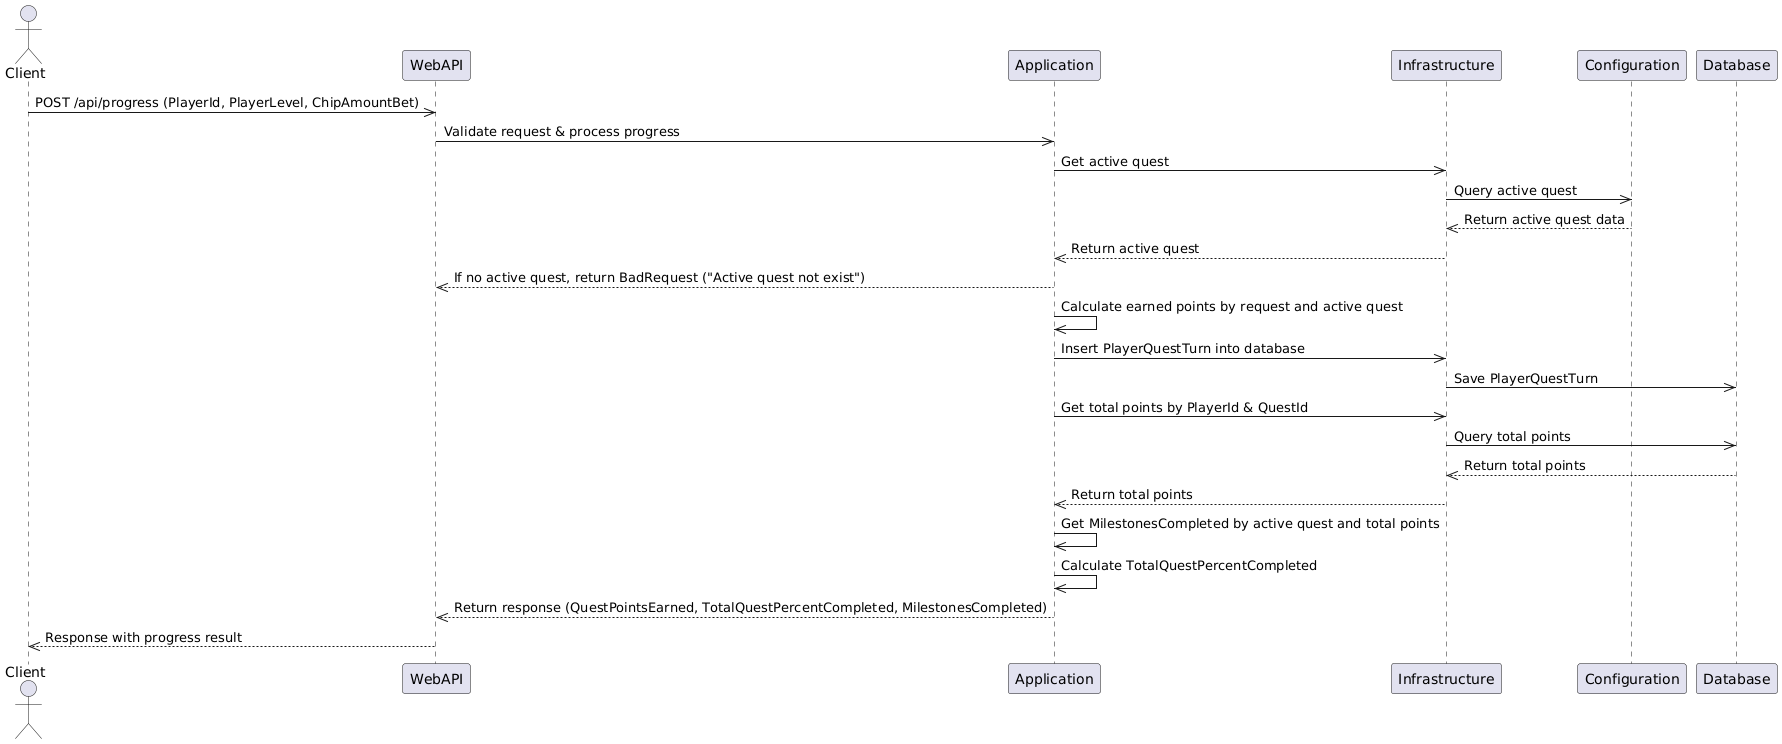 Client
WebAPI
Application
Infrastructure
Configuration
Database
POST /api/progress (PlayerId, PlayerLevel, ChipAmountBet)
Validate request & process progress
Get active quest
Query active quest
Return active quest data
Return active quest
If no active quest, return BadRequest ("Active quest not exist")
Calculate earned points by request and active quest
Insert PlayerQuestTurn into database
Save PlayerQuestTurn
Get total points by PlayerId & QuestId
Query total points
Return total points
Return total points
Get MilestonesCompleted by active quest and total points
Calculate TotalQuestPercentCompleted
Return response (QuestPointsEarned, TotalQuestPercentCompleted, MilestonesCompleted)
Response with progress result
Client
WebAPI
Application
Infrastructure
Configuration
Database